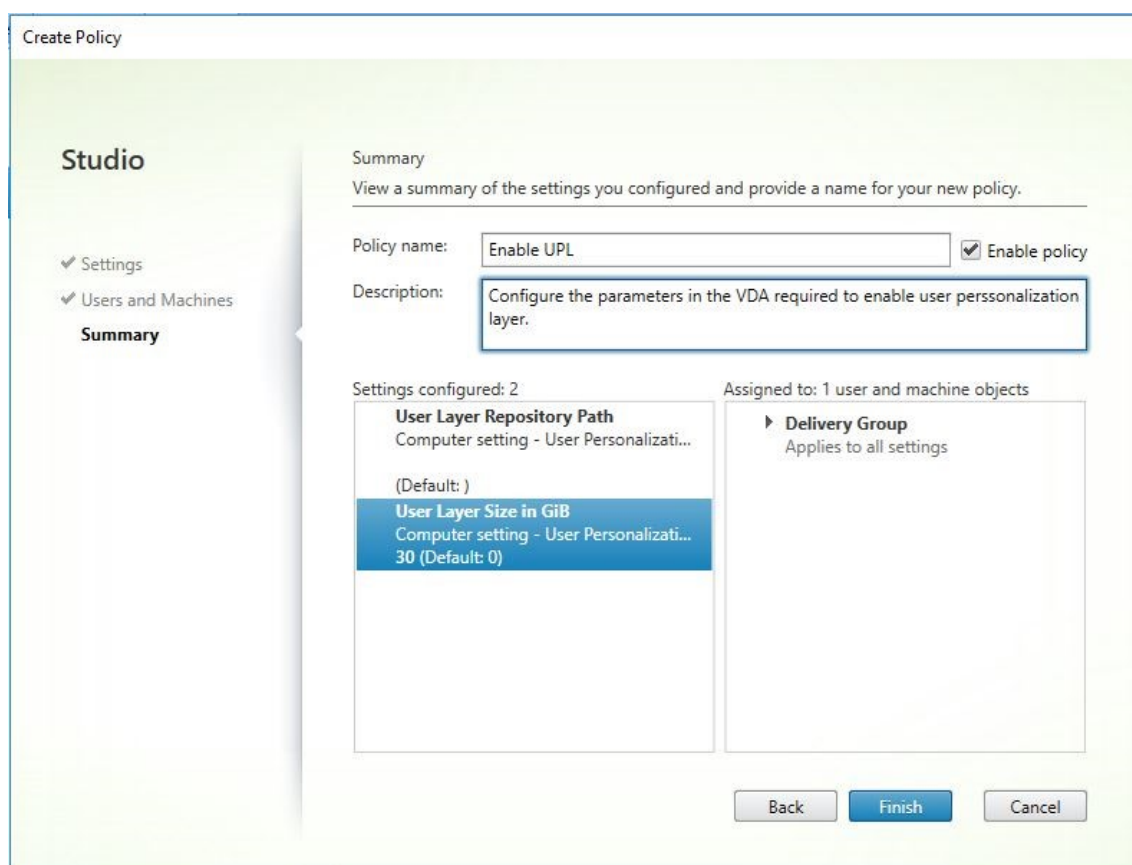 Create Policy
Studio
Settings
Users and Machines
Summary
Summary
View a summary of the settings you configured and provide a name for your new policy.
Policy name:
Enable UPL
Enable policy
Description:
Configure the parameters in the VDA required to enable user perssonalization
layer.
Settings configured: 2
User Layer Repository Path
Computer setting - User Personalizati...
(Default: )
User Layer Size in GiB
Computer setting - User Personalizati...
30 (Default: 0)
Assigned to: 1 user and machine objects
Delivery Group
Applies to all settings
Back
Finish
Cancel